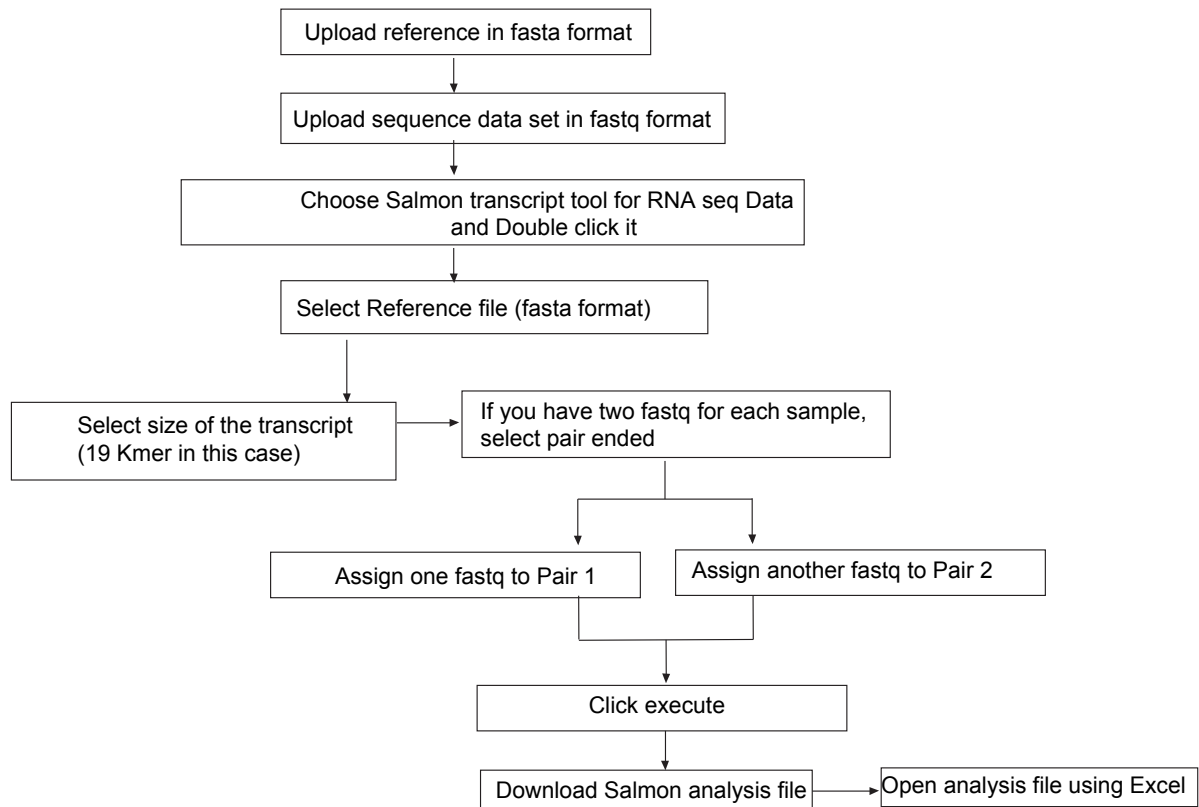 Upload reference in fasta format
Upload sequence data set in fastq format
Choose Salmon transcript tool for RNA seq Data
and Double click it
Select Reference file (fasta format)
Select size of the transcript
(19 Kmer in this case)
If you have two fastq for each sample,
select pair ended
Assign one fastq to Pair 1
Assign another fastq to Pair 2
Click execute
Download Salmon analysis file
Open analysis file using Excel